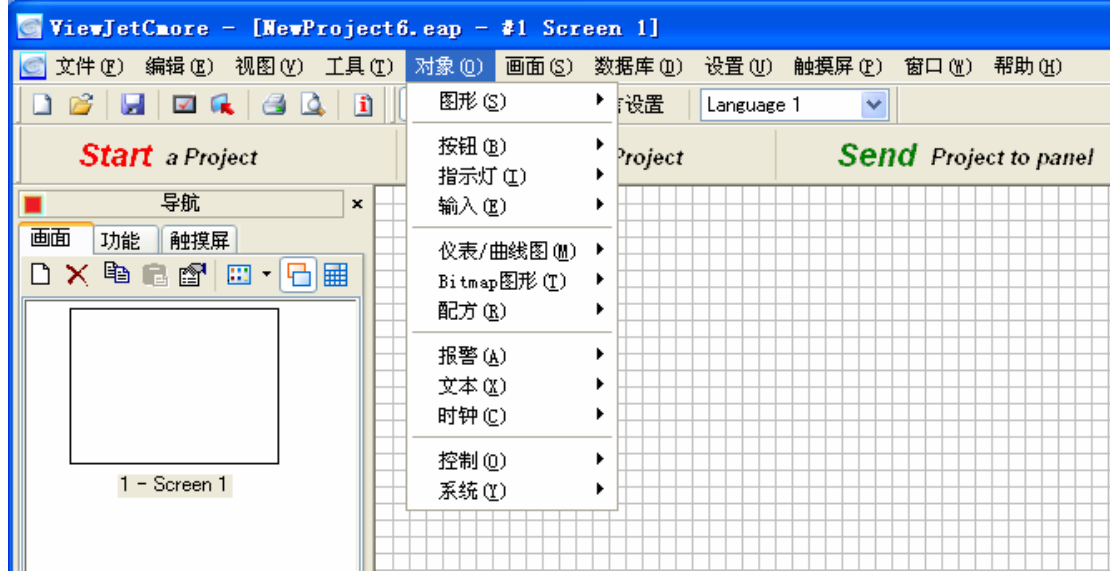 ViewJetCmore - [NewProject6.eap - #1 Screen 1]
文件(F) 编辑(E) 视图(V) 工具(T) 对象(O) 画面(S) 数据库(D) 设置(U) 触摸屏(P) 窗口(W) 帮助(H)
设置 Language 1
Start a Project
Project
Send Project to panel
导航
画面 功能 触摸屏
1 - Screen 1
图形(S)
按钮(B)
指示灯(I)
输入(E)
仪表/曲线图(M)
Bitmap图形(T)
配方(R)
报警(A)
文本(X)
时钟(C)
控制(O)
系统(Y)